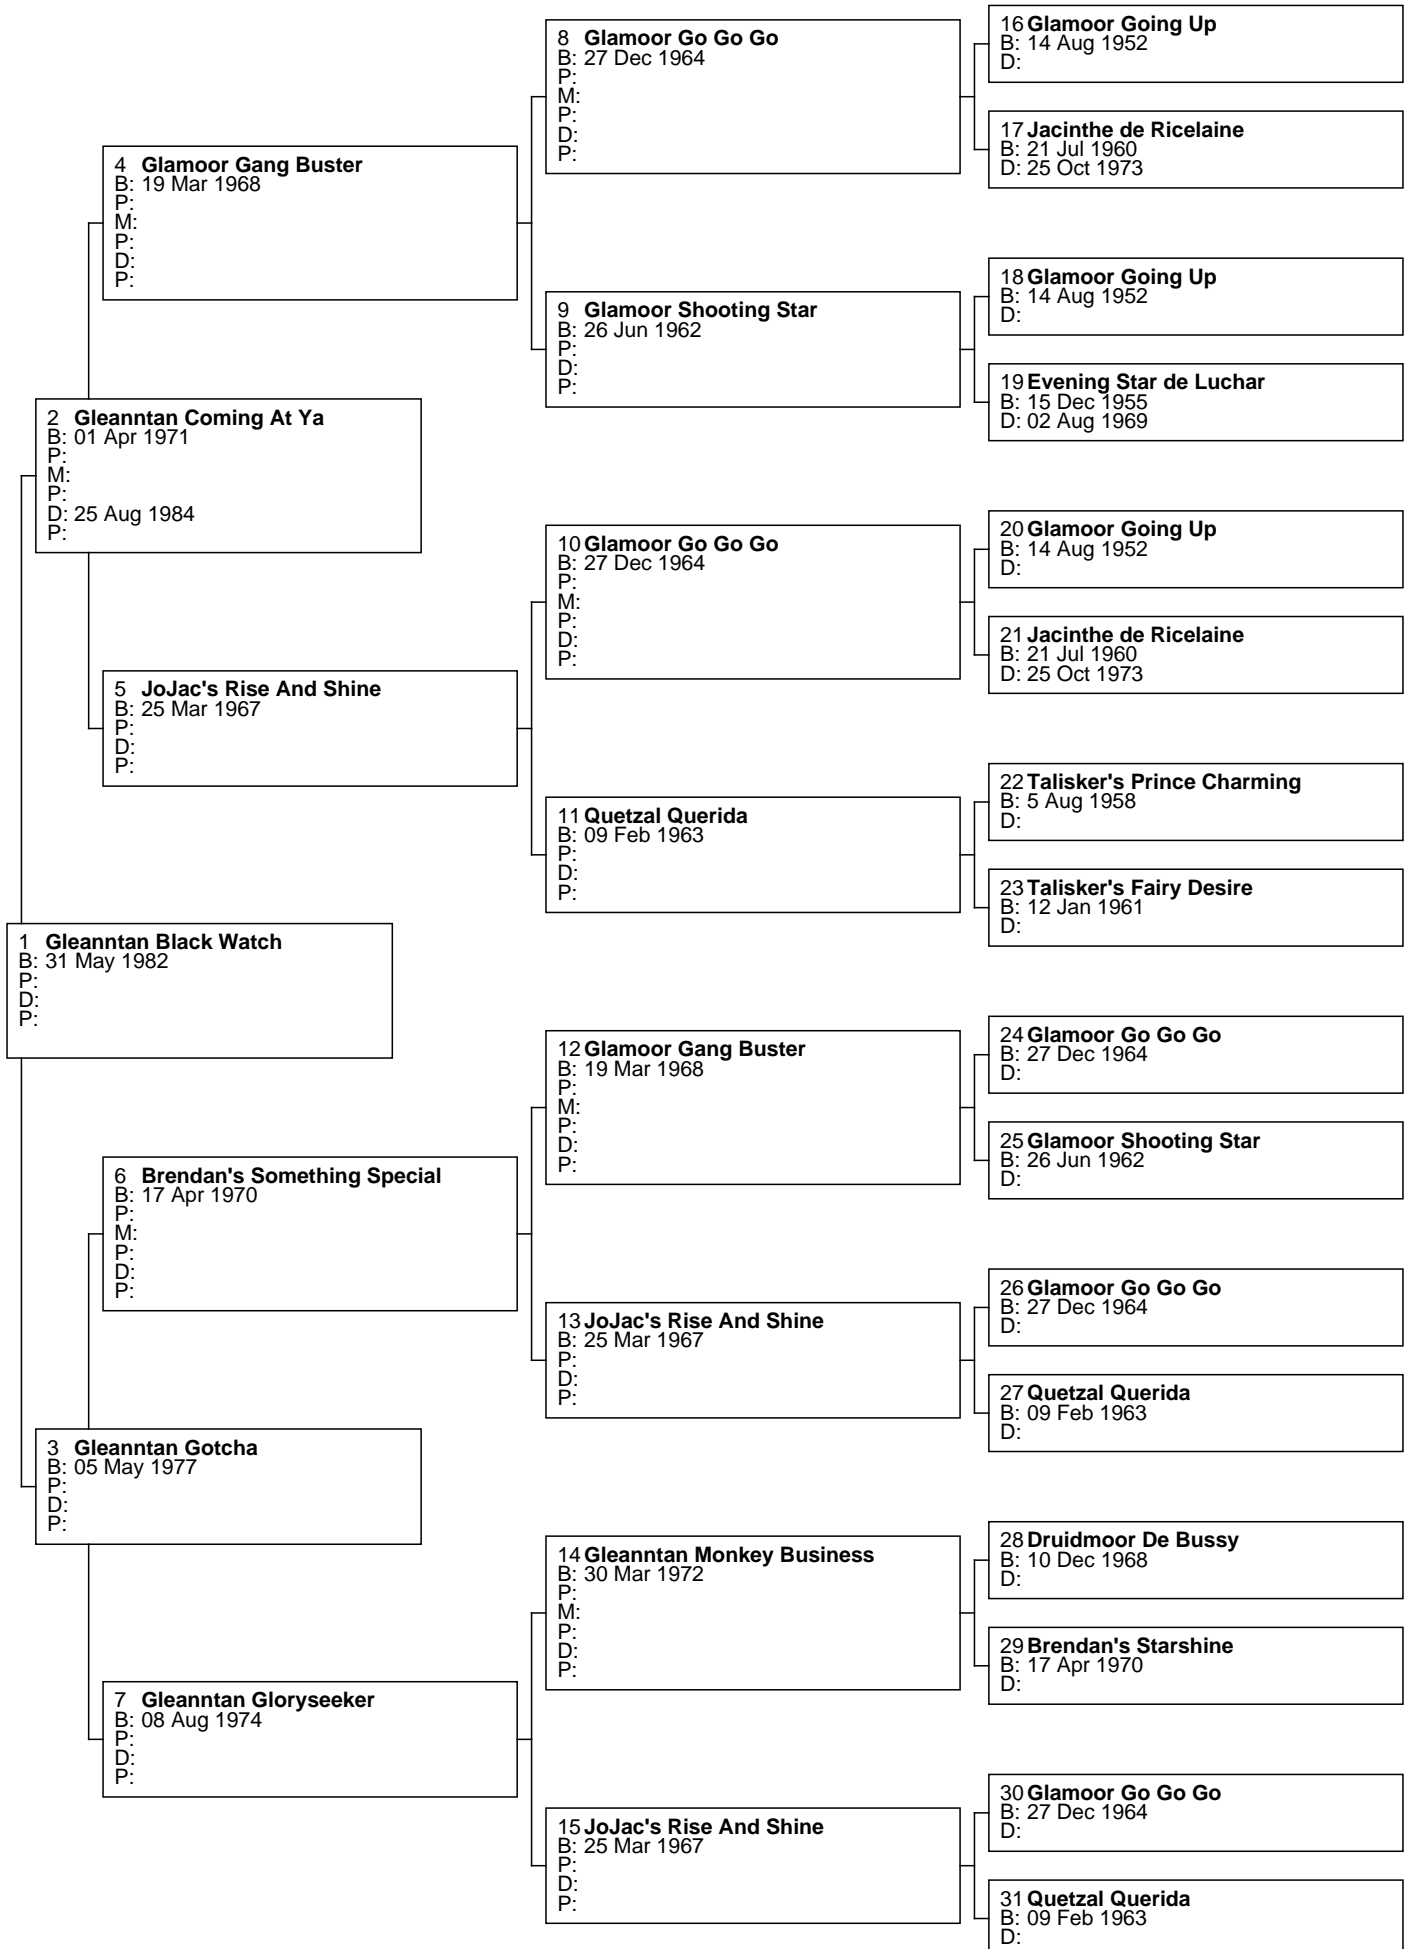 8 Glamoor Go Go Go
B: 27 Dec 1964
P:
M:
P:
D:
P:
16 Glamoor Going Up
B: 14 Aug 1952
D:
17 Jacinthe de Ricelaine
B: 21 Jul 1960
D: 25 Oct 1973
4 Glamoor Gang Buster
B: 19 Mar 1968
P:
M:
P:
D:
P:
9 Glamoor Shooting Star
B: 26 Jun 1962
P:
D:
P:
18 Glamoor Going Up
B: 14 Aug 1952
D:
19 Evening Star de Luchar
B: 15 Dec 1955
D: 02 Aug 1969
2 Gleanntan Coming At Ya
B: 01 Apr 1971
P:
M:
P:
D: 25 Aug 1984
P:
10 Glamoor Go Go Go
B: 27 Dec 1964
P:
M:
P:
D:
P:
20 Glamoor Going Up
B: 14 Aug 1952
D:
21 Jacinthe de Ricelaine
B: 21 Jul 1960
D: 25 Oct 1973
5 JoJac's Rise And Shine
B: 25 Mar 1967
P:
D:
P:
11 Quetzal Querida
B: 09 Feb 1963
P:
D:
P:
22 Talisker's Prince Charming
B: 5 Aug 1958
D:
23 Talisker's Fairy Desire
B: 12 Jan 1961
D:
1 Gleanntan Black Watch
B: 31 May 1982
P:
D:
P:
12 Glamoor Gang Buster
B: 19 Mar 1968
P:
M:
P:
D:
P:
24 Glamoor Go Go Go
B: 27 Dec 1964
D:
25 Glamoor Shooting Star
B: 26 Jun 1962
D:
6 Brendan's Something Special
B: 17 Apr 1970
P:
M:
P:
D:
P:
13 JoJac's Rise And Shine
B: 25 Mar 1967
P:
D:
P:
26 Glamoor Go Go Go
B: 27 Dec 1964
D:
27 Quetzal Querida
B: 09 Feb 1963
D:
3 Gleanntan Gotcha
B: 05 May 1977
P:
D:
P:
14 Gleanntan Monkey Business
B: 30 Mar 1972
P:
M:
P:
D:
P:
28 Druidmoor De Bussy
B: 10 Dec 1968
D:
29 Brendan's Starshine
B: 17 Apr 1970
D:
7 Gleanntan Gloryseeker
B: 08 Aug 1974
P:
D:
P:
15 JoJac's Rise And Shine
B: 25 Mar 1967
P:
D:
P:
30 Glamoor Go Go Go
B: 27 Dec 1964
D:
31 Quetzal Querida
B: 09 Feb 1963
D: